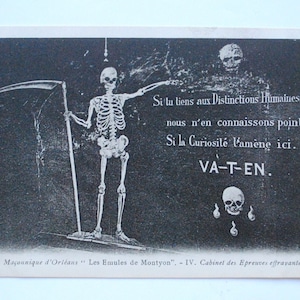 Si tu tiens aux Distinctions Humaines
nous n'en connaissons point
Si la Curiosité t'amène ici.
VA-T-EN.
Maçonnique d'Orléans "Les Emules de Montyon". - IV. Cabinet des Epreuves effrayante